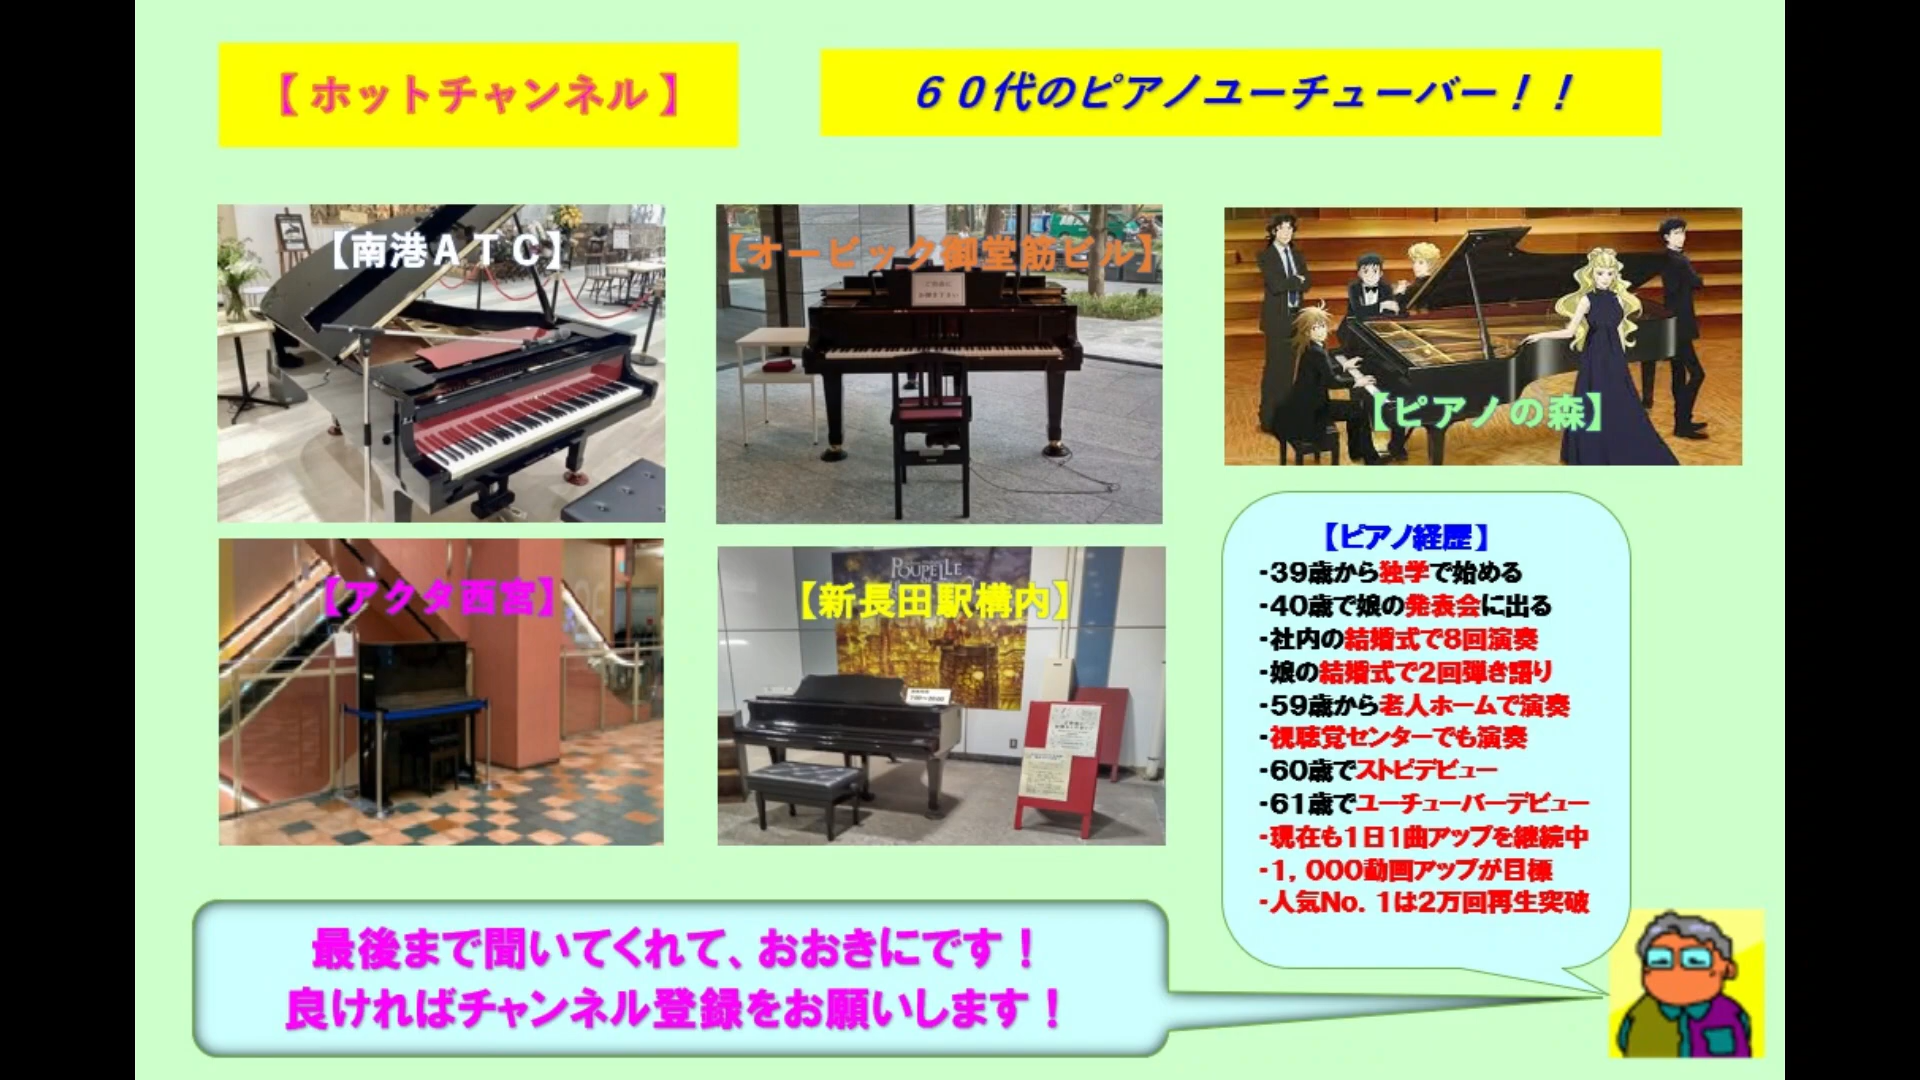 【ホットチャンネル】
６０代のピアノユーチューバー！！
【南港ＡＴＣ】
【オービック御堂筋ビル】
【ピアノの森】
【アクタ西宮】
POUPELLE
【新長田駅構内】
【ピアノ経歴】
・39歳から独学で始める
・40歳で娘の発表会に出る
・社内の結婚式で8回演奏
・娘の結婚式で2回弾き語り
・59歳から老人ホームで演奏
・視聴覚センターでも演奏
・60歳でストピデビュー
・61歳でユーチューバーデビュー
・現在も1日1曲アップを継続中
・1，000動画アップが目標
・人気No．1は2万回再生突破
最後まで聞いてくれて、おおきにです！
良ければチャンネル登録をお願いします！